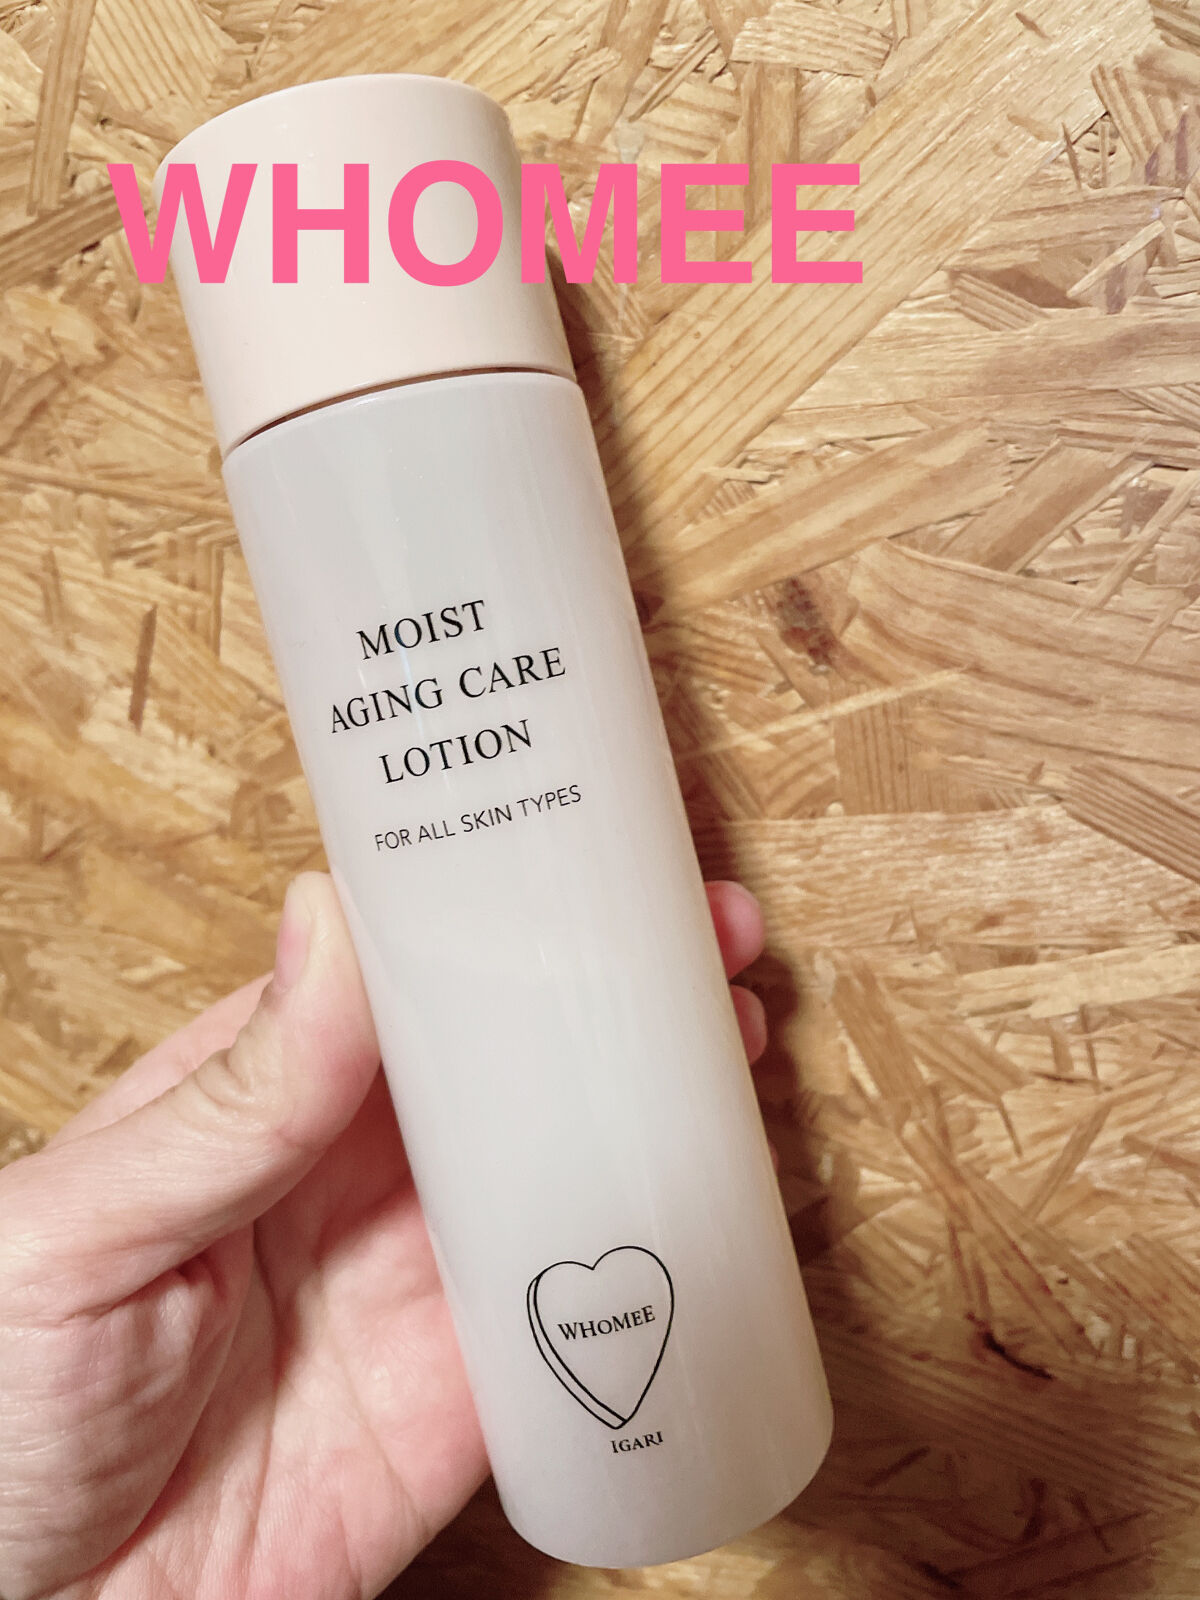 WHOMEE
MOIST
AGING CARE
LOTION
FOR ALL SKIN TYPES
WHOMEE
IGARI